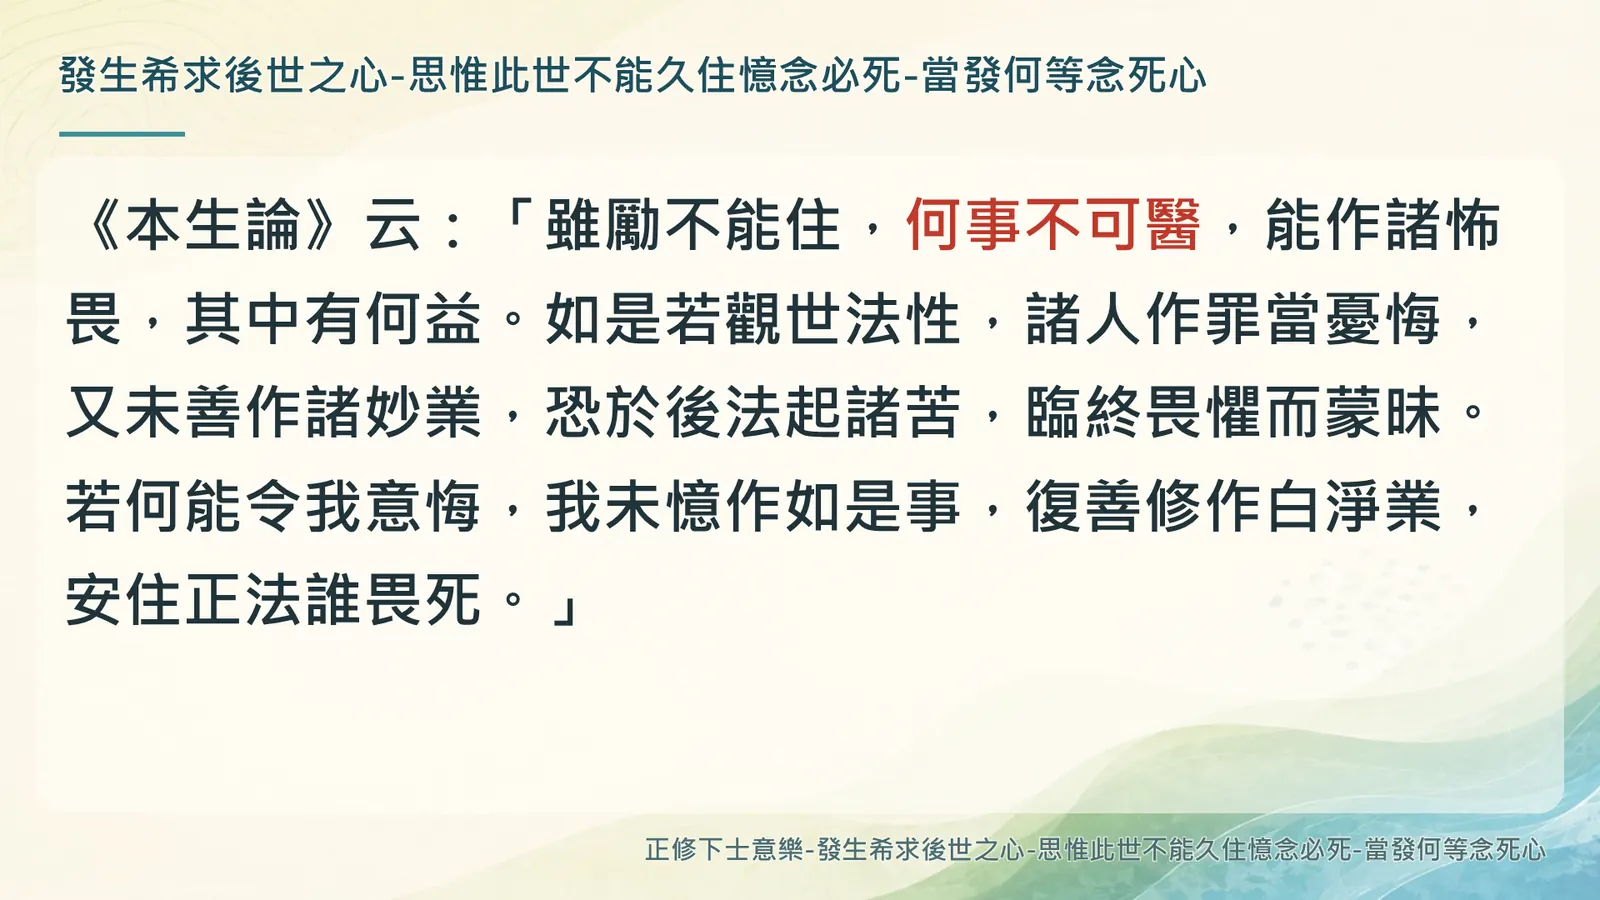 發生希求後世之心-思惟此世不能久住憶念必死-當發何等念死心
《本生論》云：「雖勵不能住，何事不可醫，能作諸怖
畏，其中有何益。如是若觀世法性，諸人作罪當憂悔，
又未善作諸妙業，恐於後法起諸苦，臨終畏懼而蒙昧。
若何能令我意悔，我未憶作如是事，復善修作白淨業，
安住正法誰畏死。」
正修下士意樂-發生希求後世之心-思惟此世不能久住憶念必死-當發何等念死心